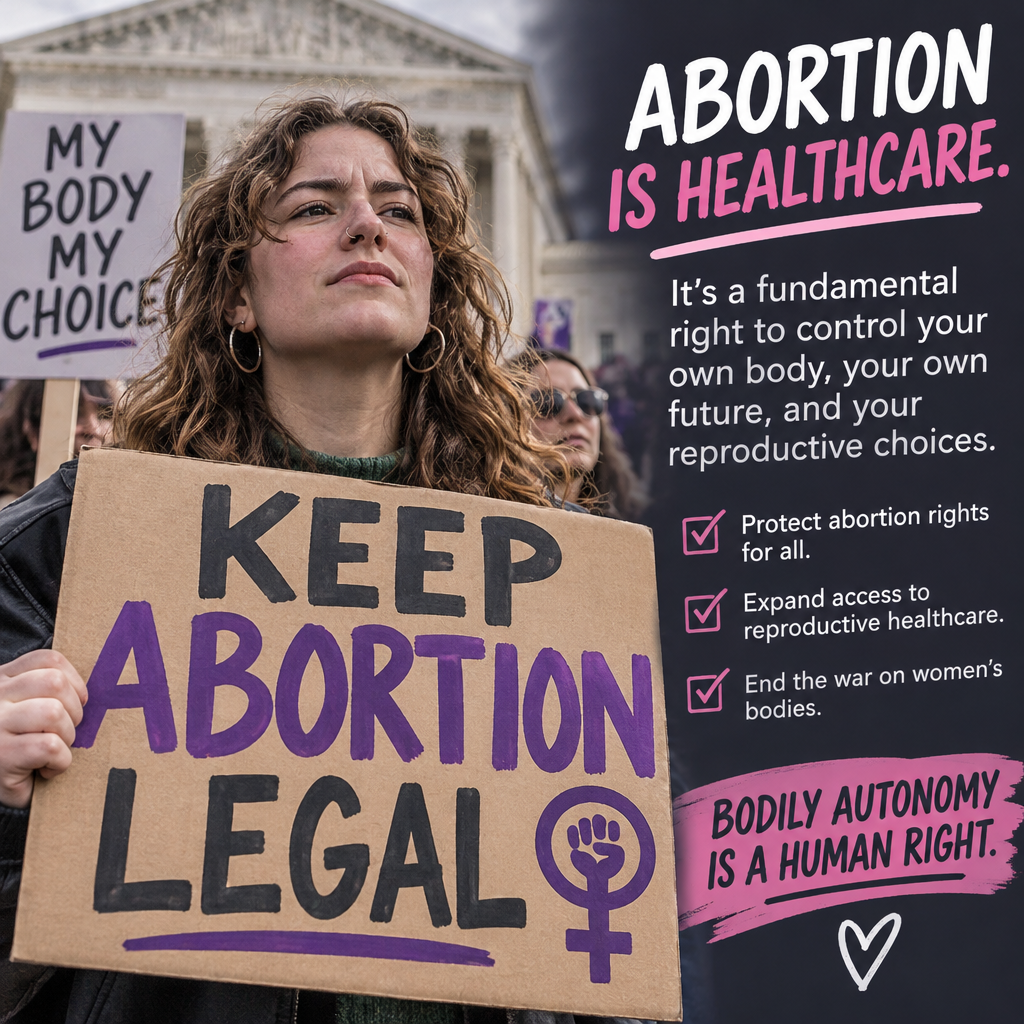 MY
BODY
MY
CHOICE
KEEP
ABORTION
LEGAL
ABORTION
IS HEALTHCARE.
It's a fundamental
right to control your
own body, your own
future, and your
reproductive choices.
Protect abortion rights
for all.
Expand access to
reproductive healthcare.
End the war on women's
bodies.
BODILY AUTONOMY
IS A HUMAN RIGHT.